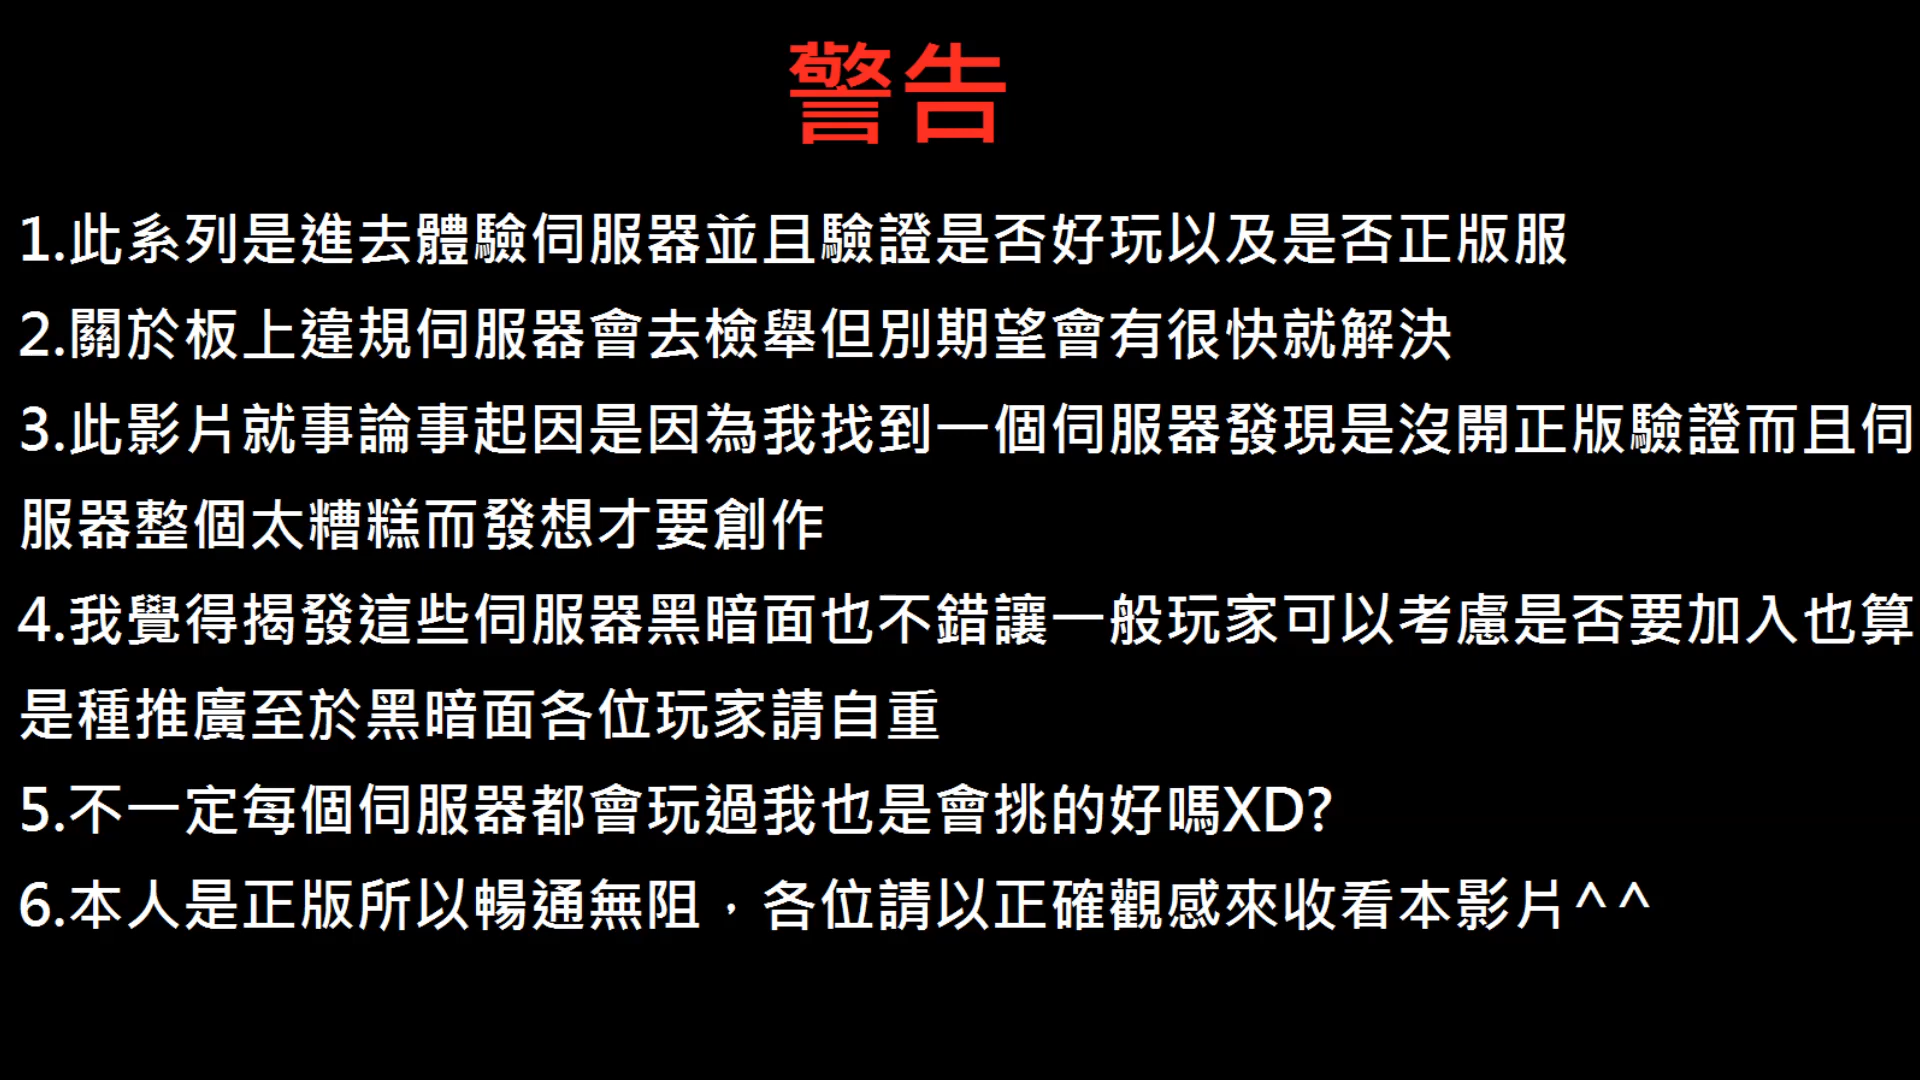 警告
1.此系列是進去體驗伺服器並且驗證是否好玩以及是否正版服
2.關於板上違規伺服器會去檢舉但別期望會有很快就解決
3.此影片就事論事起因是因為我找到一個伺服器發現是沒開正版驗證而且伺
服器整個太糟糕而發想才要創作
4.我覺得揭發這些伺服器黑暗面也不錯讓一般玩家可以考慮是否要加入也算
是種推廣至於黑暗面各位玩家請自重
5.不一定每個伺服器都會玩過我也是會挑的好嗎XD?
6.本人是正版所以暢通無阻，各位請以正確觀感來收看本影片^^